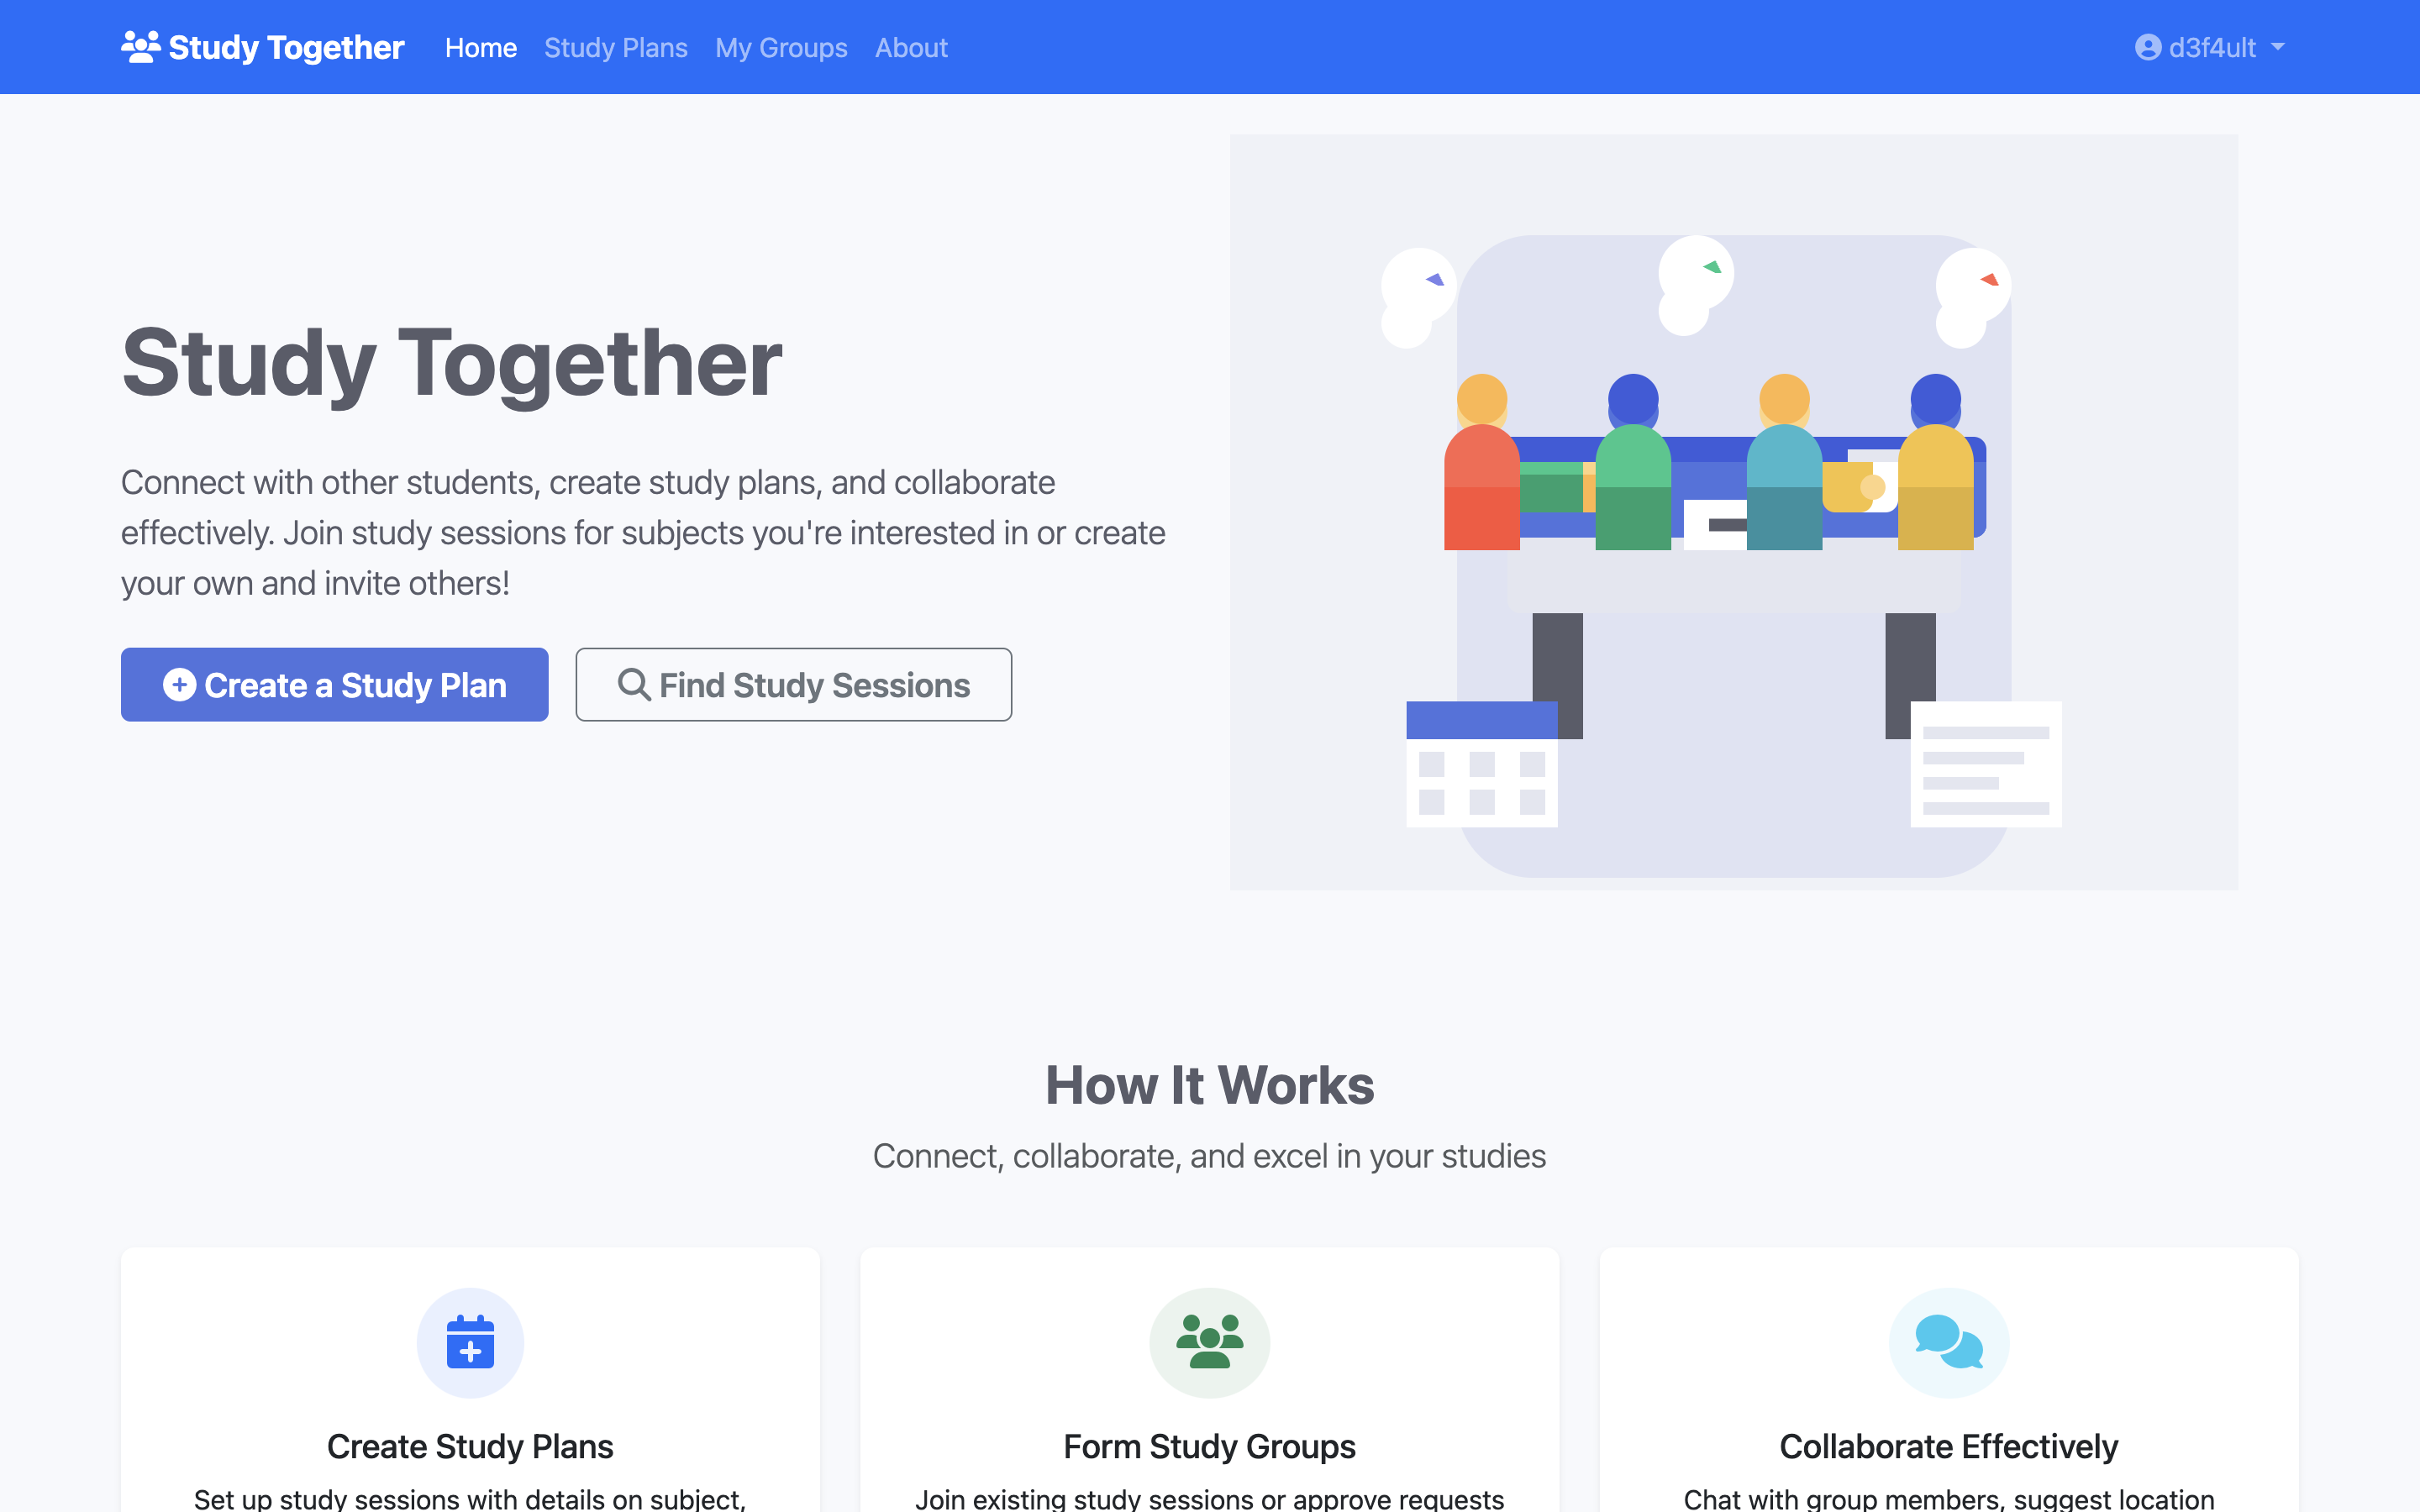 Study Together Home Study Plans My Groups About d3f4ult
Study Together
Connect with other students, create study plans, and collaborate
effectively. Join study sessions for subjects you're interested in or create
your own and invite others!
Create a Study Plan Find Study Sessions
How It Works
Connect, collaborate, and excel in your studies
Create Study Plans
Set up study sessions with details on subject,
Form Study Groups
Join existing study sessions or approve requests
Collaborate Effectively
Chat with group members, suggest location